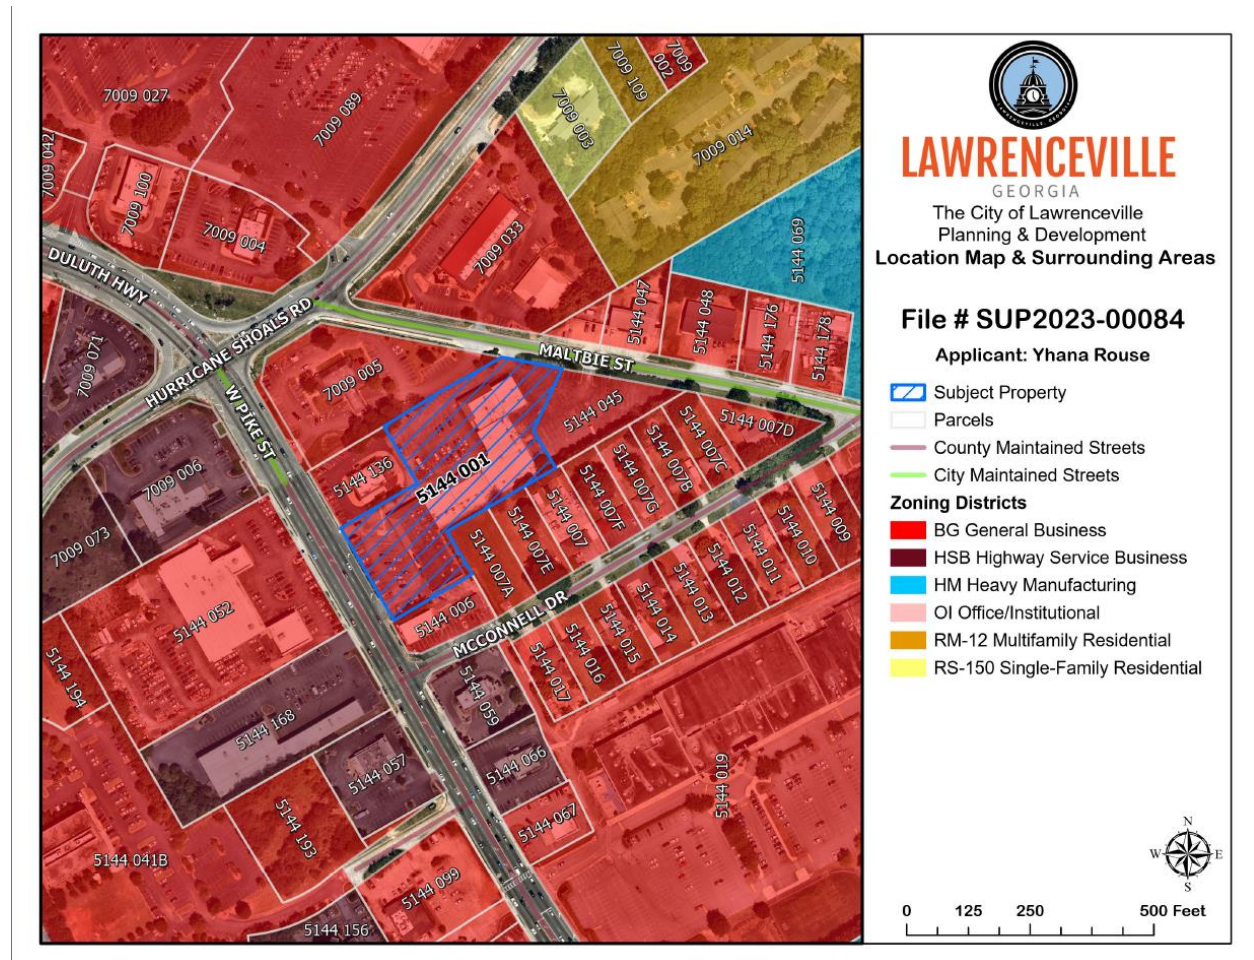 7009 027
7009 089
7009 109
7009 002
7009 003
7009 014
7009 042
7009 100
7009 004
7009 033
5144 069
DULUTH HWY
HURRICANE SHOALS RD
W PIKE ST
MALTBIE ST
5144 047
5144 048
5144 176
5144 178
7009 071
7009 005
5144 045
5144 007D
5144 007C
5144 007B
5144 007G
5144 007F
5144 007
5144 007E
5144 007A
5144 136
5144 001
7009 006
7009 073
5144 009
5144 010
5144 011
5144 012
5144 013
5144 014
5144 015
5144 016
5144 017
5144 006
MCCONNELL DR
5144 052
5144 194
5144 168
5144 059
5144 057
5144 066
5144 067
5144 019
5144 193
5144 041B
5144 099
5144 156
LAWRENCEVILLE, GEORGIA
LAWRENCEVILLE
GEORGIA
The City of Lawrenceville
Planning & Development
Location Map & Surrounding Areas
File # SUP2023-00084
Applicant: Yhana Rouse
Subject Property
Parcels
County Maintained Streets
City Maintained Streets
Zoning Districts
BG General Business
HSB Highway Service Business
HM Heavy Manufacturing
OI Office/Institutional
RM-12 Multifamily Residential
RS-150 Single-Family Residential
N
W E
S
0 125 250 500 Feet